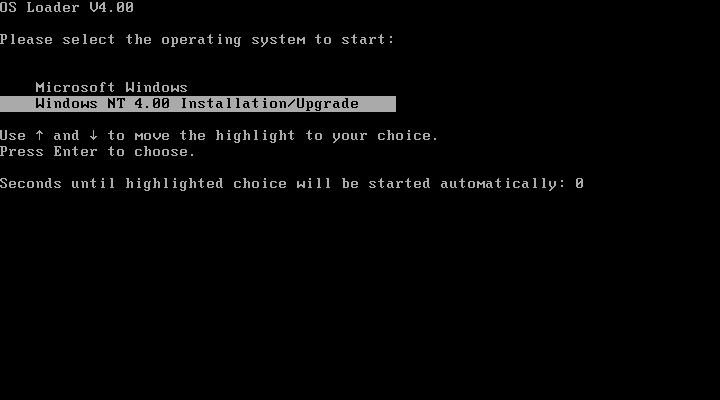 OS Loader V4.00
Please select the operating system to start:
Microsoft Windows
Windows NT 4.00 Installation/Upgrade
Use ↑ and ↓ to move the highlight to your choice.
Press Enter to choose.
Seconds until highlighted choice will be started automatically: 0